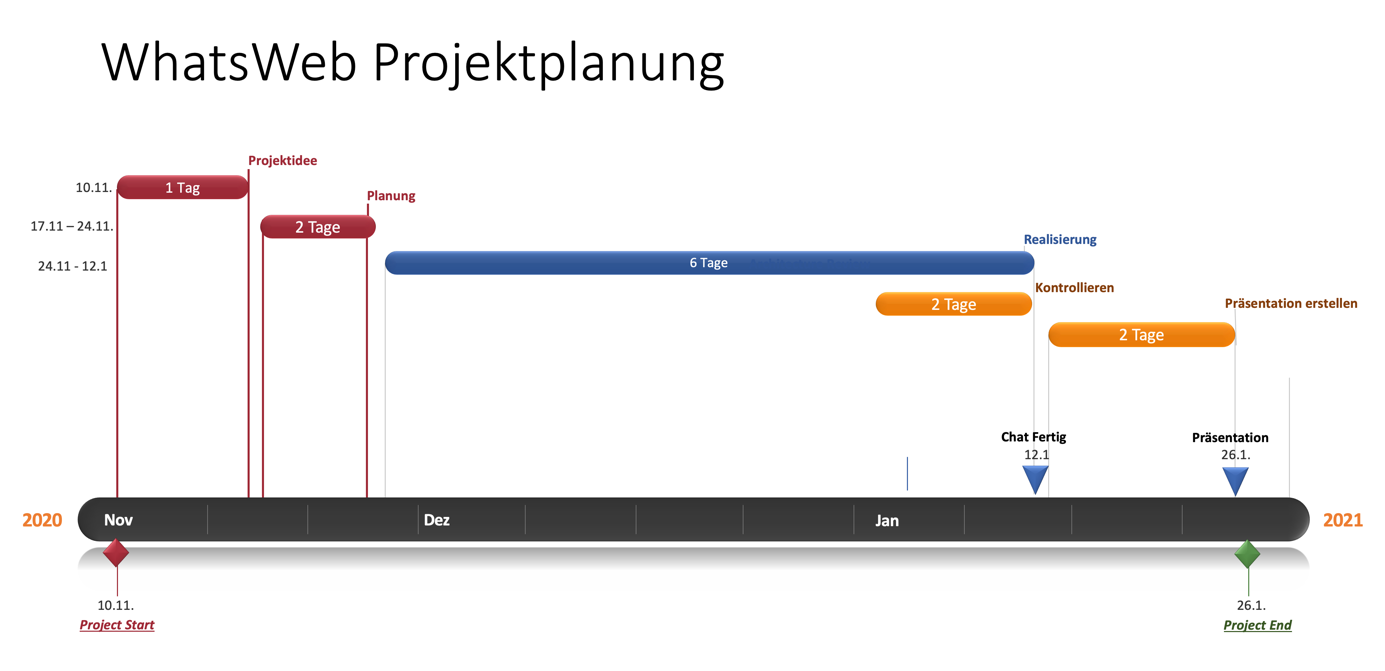 WhatsWeb Projektplanung
Projektidee
10.11.
1 Tag
Planung
17.11 – 24.11.
2 Tage
Realisierung
24.11 - 12.1
6 Tage
Kontrollieren
2 Tage
Präsentation erstellen
2 Tage
Chat Fertig
12.1
Präsentation
26.1.
2020
Nov
Dez
Jan
2021
10.11.
Project Start
26.1.
Project End